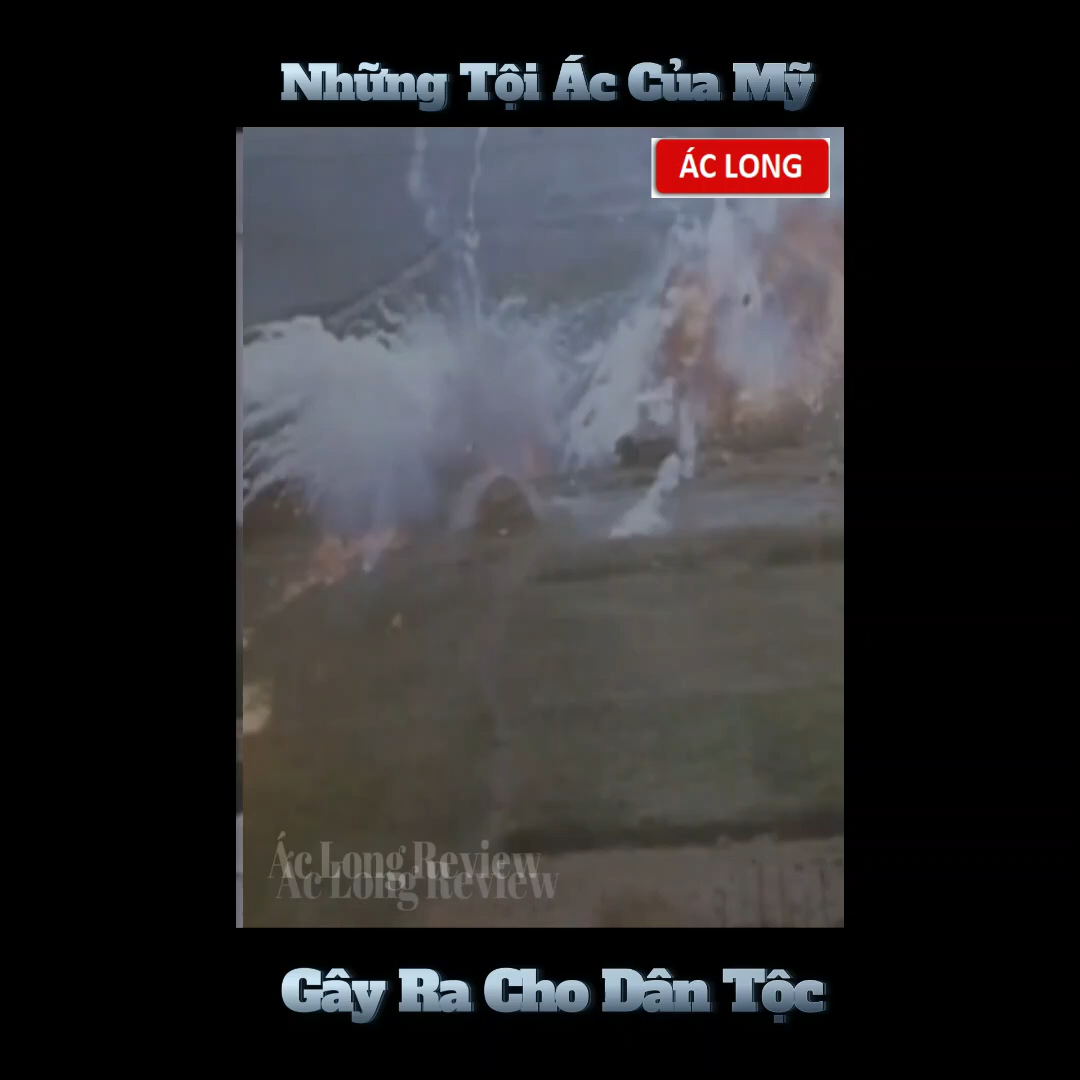 Những Tội Ác Của Mỹ
ÁC LONG
Ác Long Review
Ác Long Review
Gây Ra Cho Dân Tộc